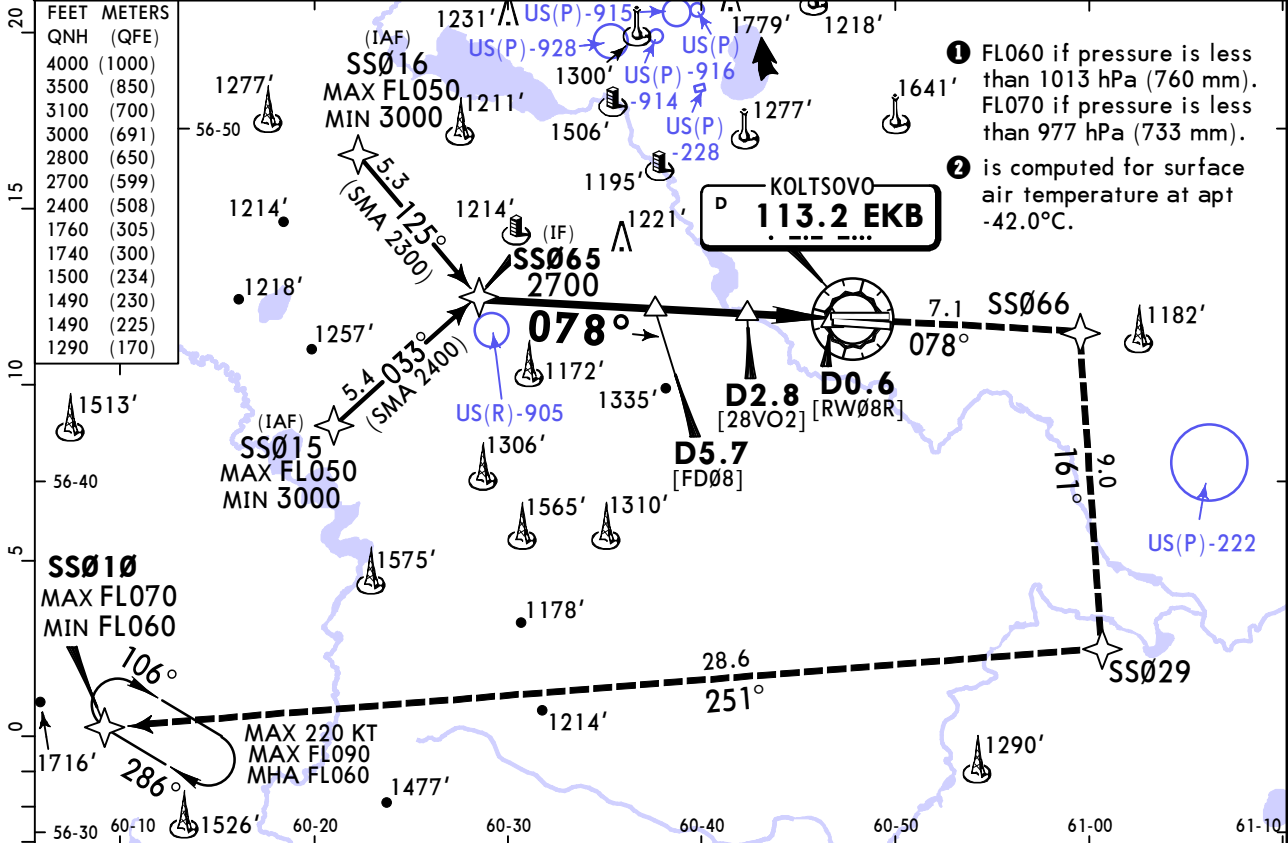 FEET METERS
QNH (QFE)
4000 (1000)
3500 (850)
3100 (700)
3000 (691)
2800 (650)
2700 (599)
2400 (508)
1760 (305)
1740 (300)
1500 (234)
1490 (230)
1490 (225)
1290 (170)
20
15
10
5
0
1231'
US(P)-915
US(P)-928
1300'
US(P)
-916
US(P)
-914
US(P)
-228
1779'
1218'
1277'
56-50
(IAF)
SSØ16
MAX FL050
MIN 3000
1211'
1506'
1277'
1641'
1195'
❶ FL060 if pressure is less
than 1013 hPa (760 mm).
FL070 if pressure is less
than 977 hPa (733 mm).
❷ is computed for surface
air temperature at apt
-42.0°C.
5.3
125°
(SMA 2300)
1214'
1214'
1221'
KOLTSOVO
D 113.2 EKB
(IF)
SSØ65
2700
078°
1218'
1257'
7.1
078°
SSØ66
1182'
5.4
033°
(SMA 2400)
US(R)-905
1172'
1335'
D5.7
[FDØ8]
D2.8
[28VO2]
D0.6
[RWØ8R]
1513'
(IAF)
SSØ15
MAX FL050
MIN 3000
1306'
56-40
1565'
1310'
1575'
9.0
161°
US(P)-222
SSØ10
MAX FL070
MIN FL060
1178'
106°
286°
28.6
251°
SSØ29
1716'
1214'
MAX 220 KT
MAX FL090
MHA FL060
1290'
1477'
1526'
56-30
60-10
60-20
60-30
60-40
60-50
61-00
61-10